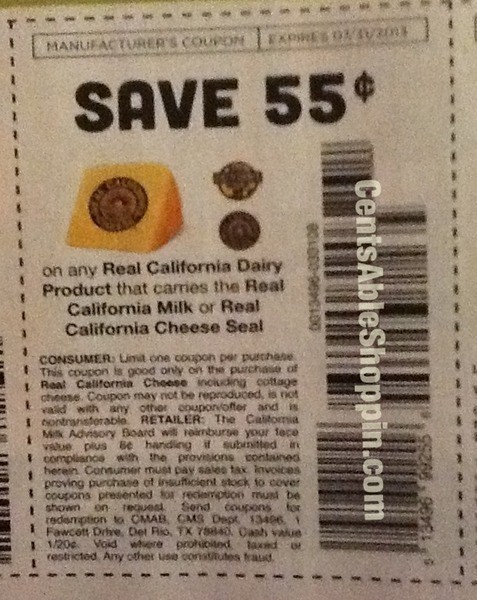 MANUFACTURER'S COUPON EXPIRES 03/31/2013
SAVE 55¢
on any Real California Dairy
Product that carries the Real
California Milk or Real
California Cheese Seal
CONSUMER: Limit one coupon per purchase.
This coupon is good only on the purchase of
Real California Cheese including cottage
cheese. Coupon may not be reproduced, is not
valid with any other coupon/offer and is
nontransferable. RETAILER: The California
Milk Advisory Board will reimburse your face
value plus 8¢ handling if submitted in
compliance with the provisions contained
herein. Consumer must pay sales tax. Invoices
proving purchase of insufficient stock to cover
coupons presented for redemption must be
shown on request. Send coupons for
redemption to CMAB, CMS Dept. 13496, 1
Fawcett Drive, Del Rio, TX 78840. Cash value
1/20¢. Void where prohibited, taxed or
restricted. Any other use constitutes fraud.
CentsAbleShoppin.com